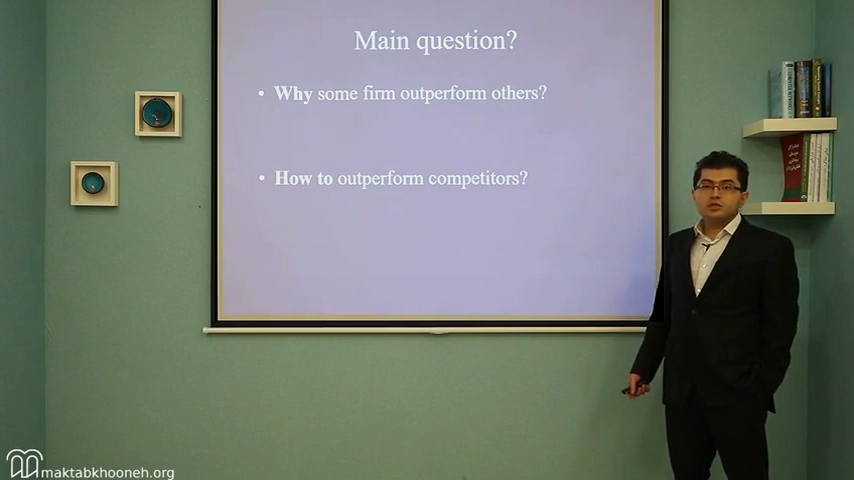 Main question?
• Why some firm outperform others?
• How to outperform competitors?
maktabkhooneh.org